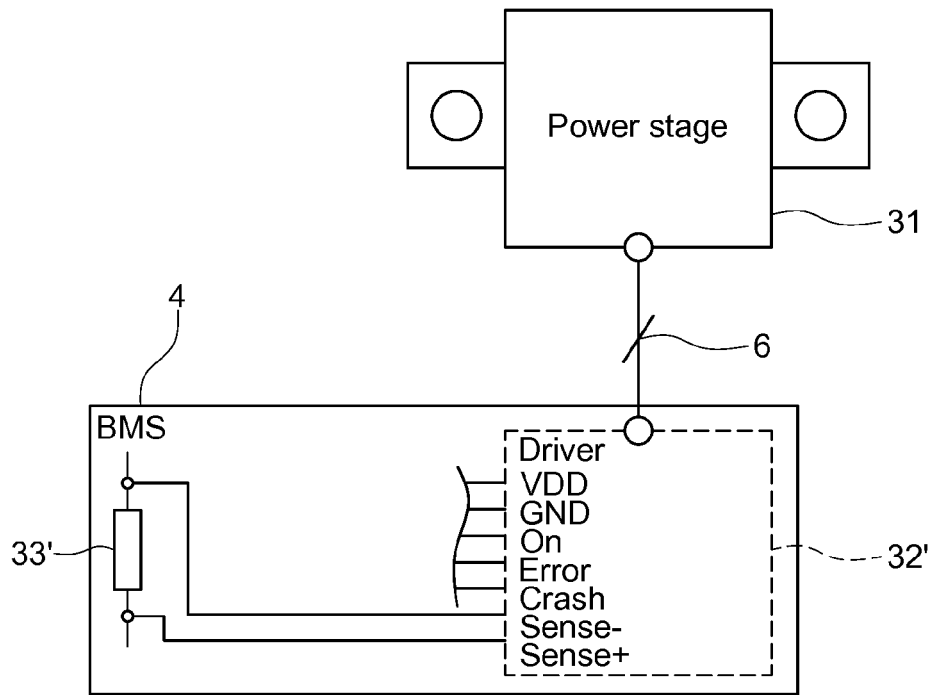 Power stage
31
4
6
BMS
Driver
VDD
GND
On
Error
Crash
Sense-
Sense+
33'
32'